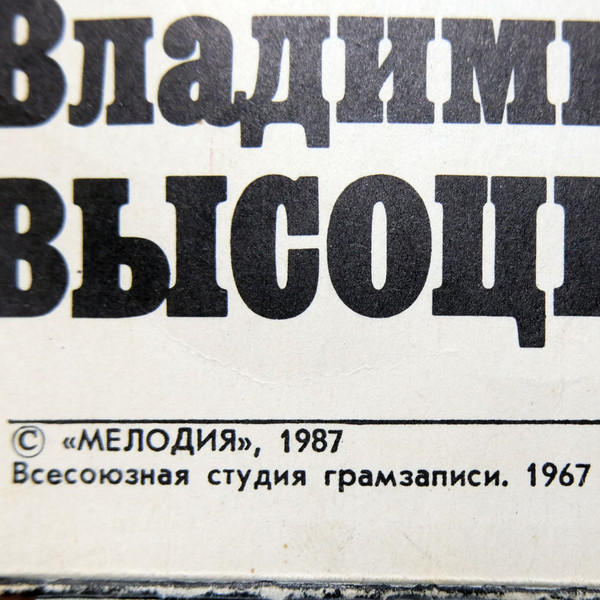 Владими
ВЫСОЦ
© «МЕЛОДИЯ», 1987
Всесоюзная студия грамзаписи. 1967